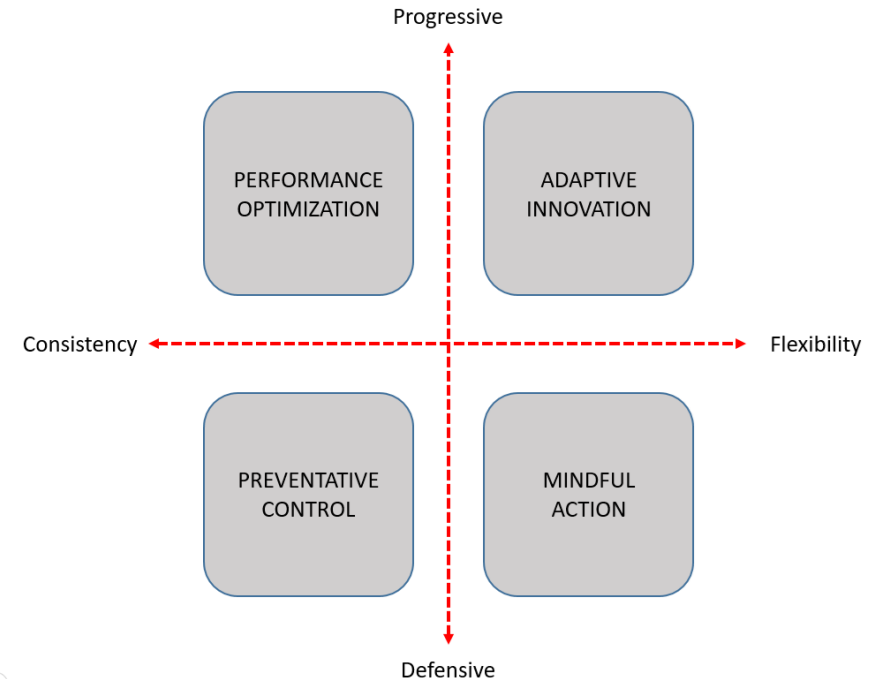 Progressive
PERFORMANCE
OPTIMIZATION
ADAPTIVE
INNOVATION
Consistency
Flexibility
PREVENTATIVE
CONTROL
MINDFUL
ACTION
Defensive